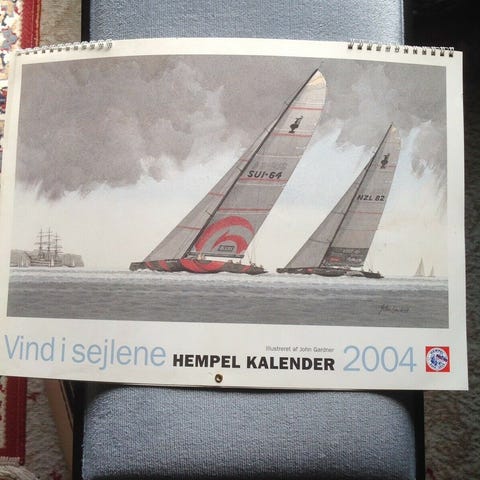 SUI-64
NZL 82
Illustreret af John Gardner
Vind i sejlene HEMPEL KALENDER 2004